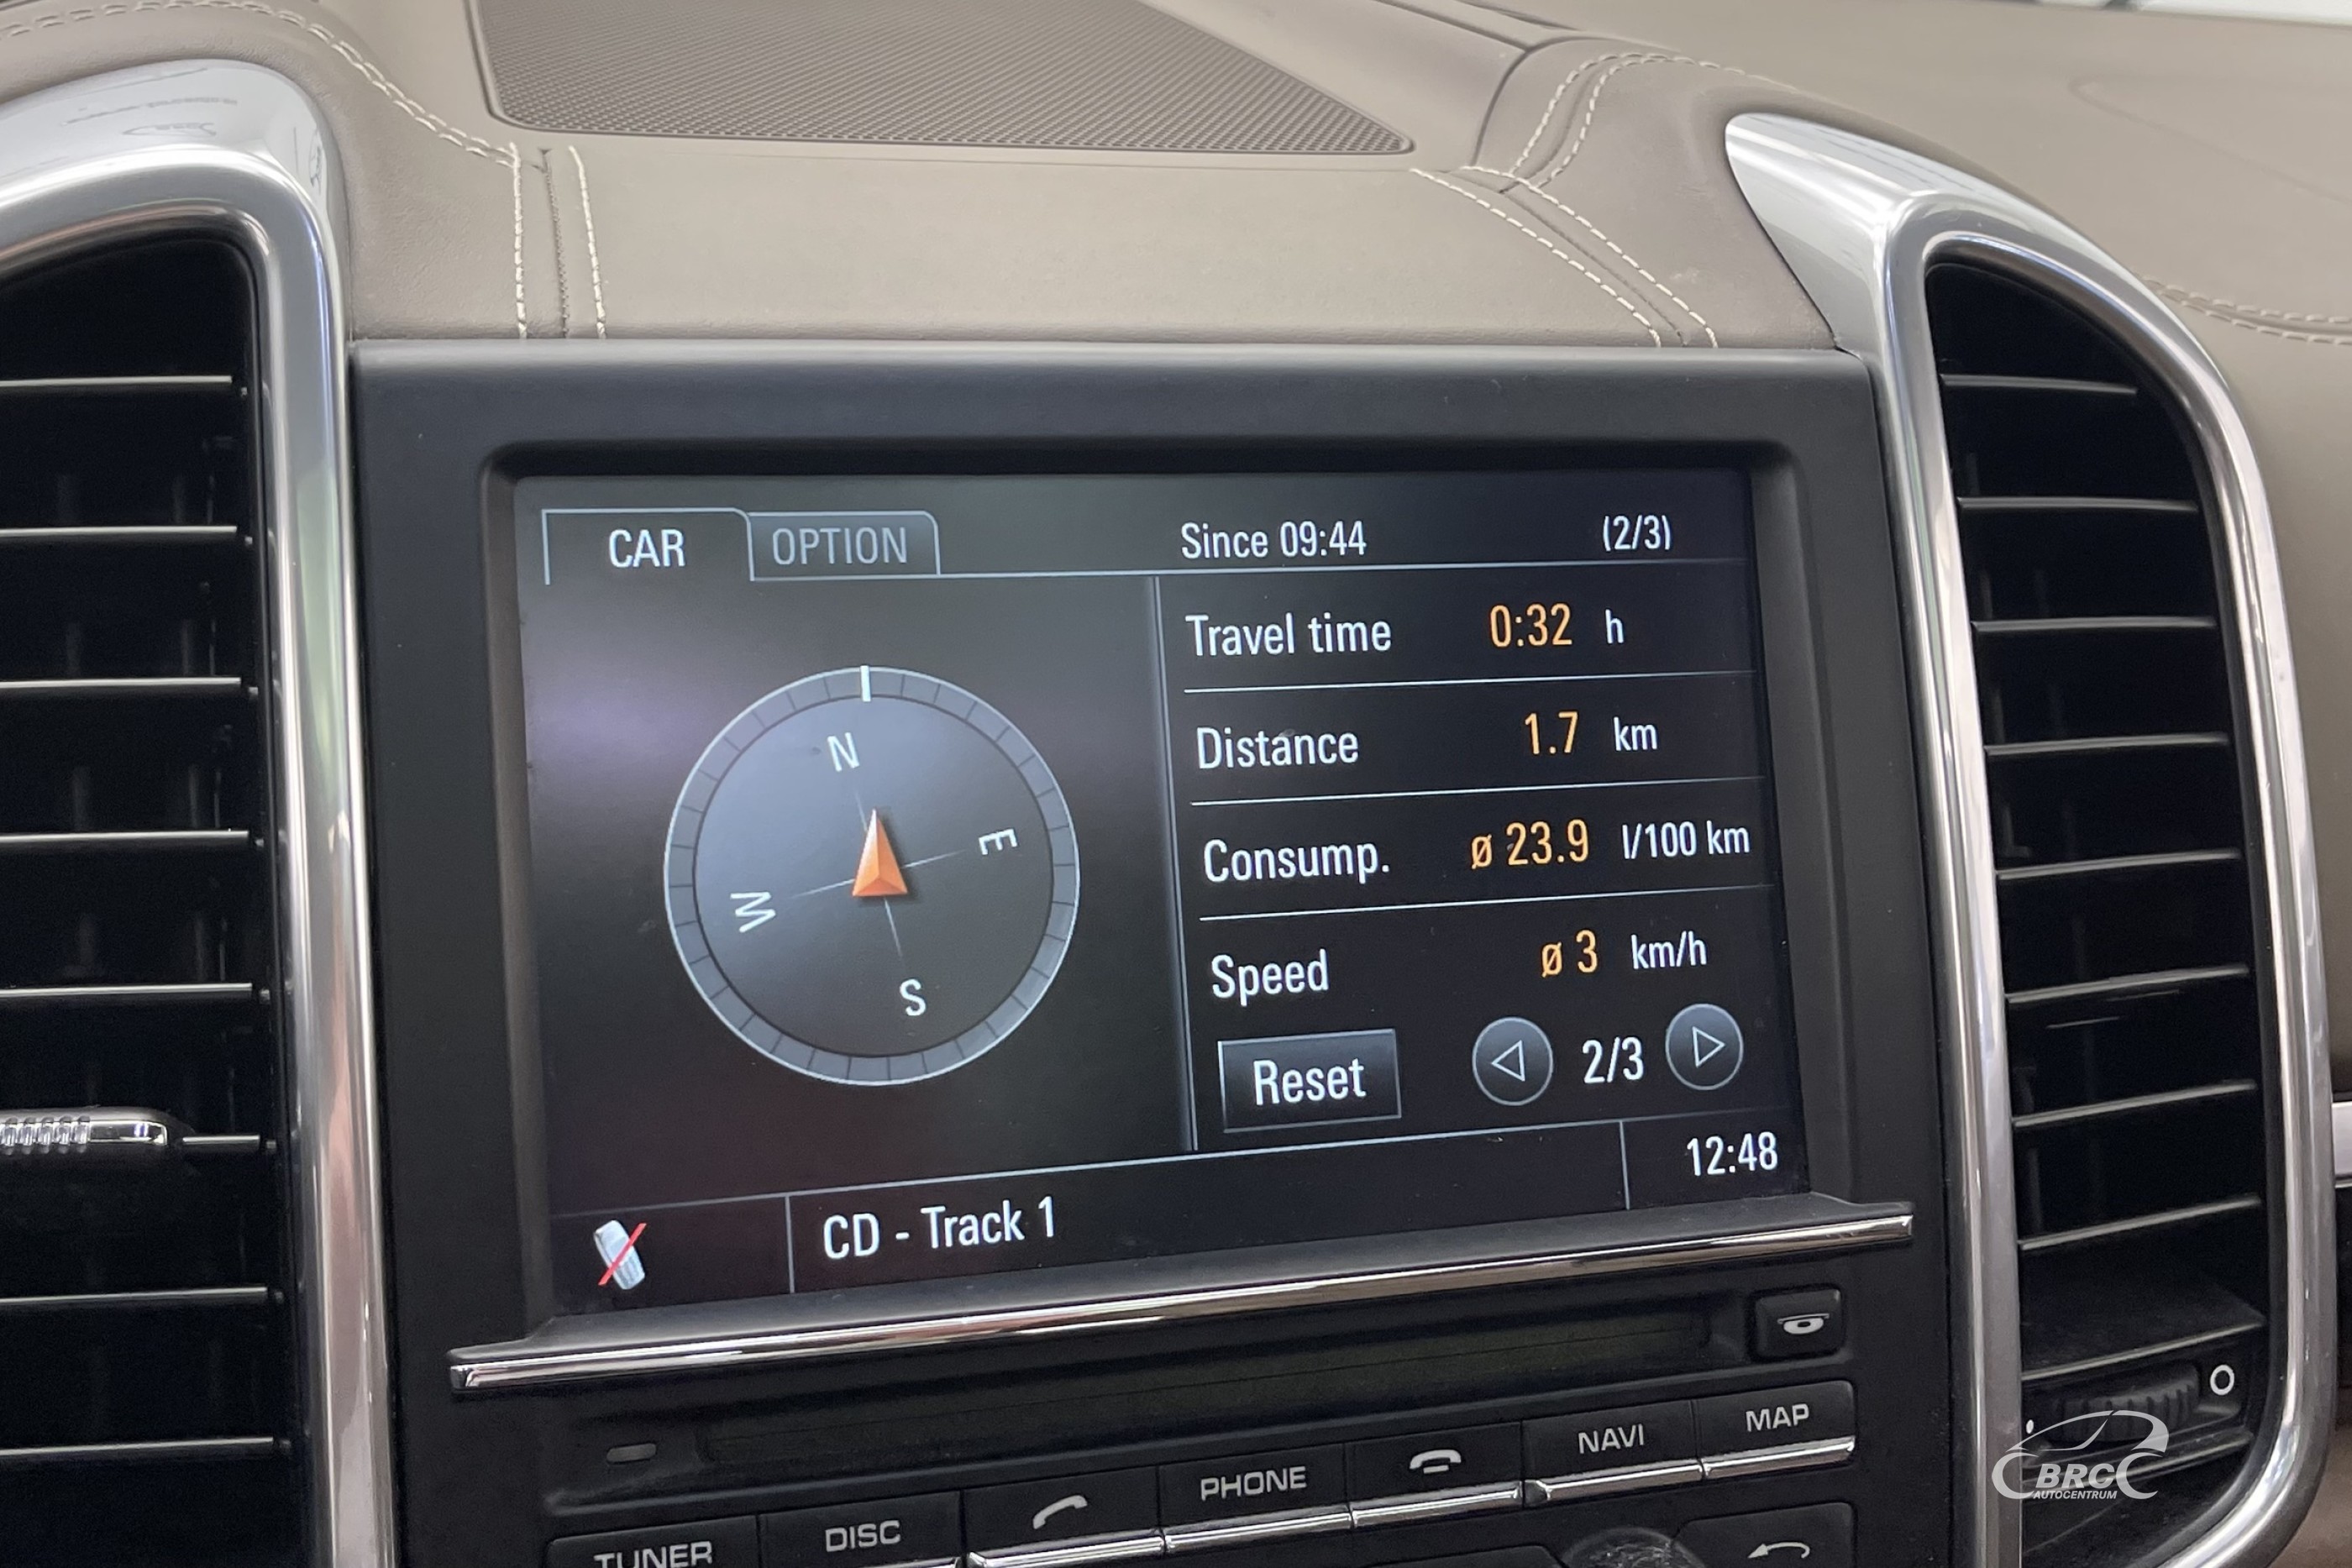 CAR
OPTION
Since 09:44
(2/3)
Travel time 0:32 h
Distance 1.7 km
Consump. ø 23.9 l/100 km
Speed ø 3 km/h
Reset
2/3
N
E
W
S
CD - Track 1
12:48
TUNER
DISC
PHONE
NAVI
MAP
BRC
AUTOCENTRUM